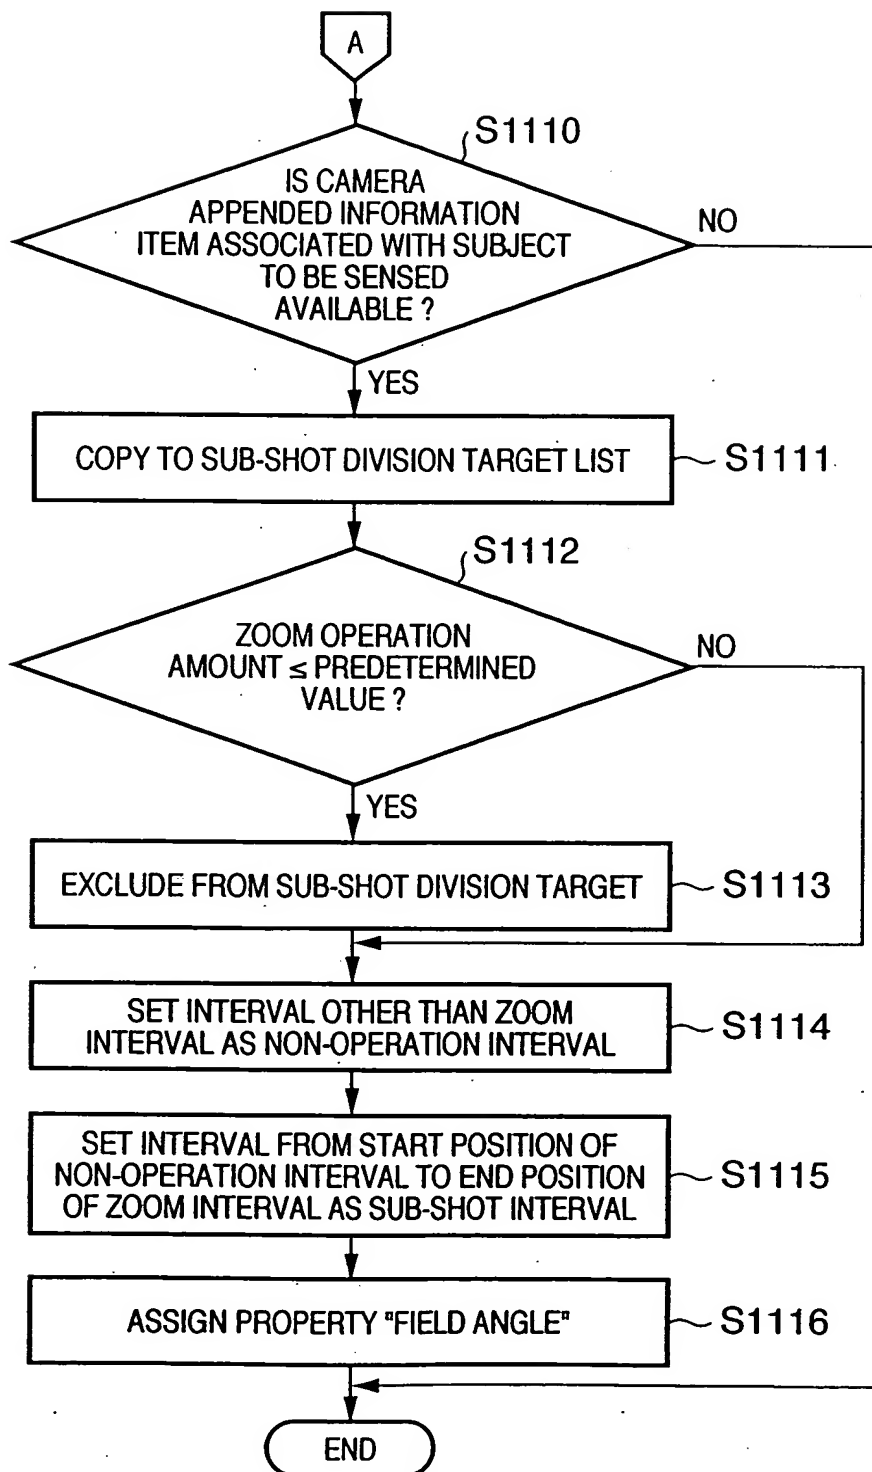 A
S1110
IS CAMERA
APPENDED INFORMATION
ITEM ASSOCIATED WITH SUBJECT
TO BE SENSED
AVAILABLE ?
NO
YES
COPY TO SUB-SHOT DIVISION TARGET LIST
S1111
S1112
ZOOM OPERATION
AMOUNT ≤ PREDETERMINED
VALUE ?
NO
YES
EXCLUDE FROM SUB-SHOT DIVISION TARGET
S1113
SET INTERVAL OTHER THAN ZOOM
INTERVAL AS NON-OPERATION INTERVAL
S1114
SET INTERVAL FROM START POSITION OF
NON-OPERATION INTERVAL TO END POSITION
OF ZOOM INTERVAL AS SUB-SHOT INTERVAL
S1115
ASSIGN PROPERTY "FIELD ANGLE"
S1116
END